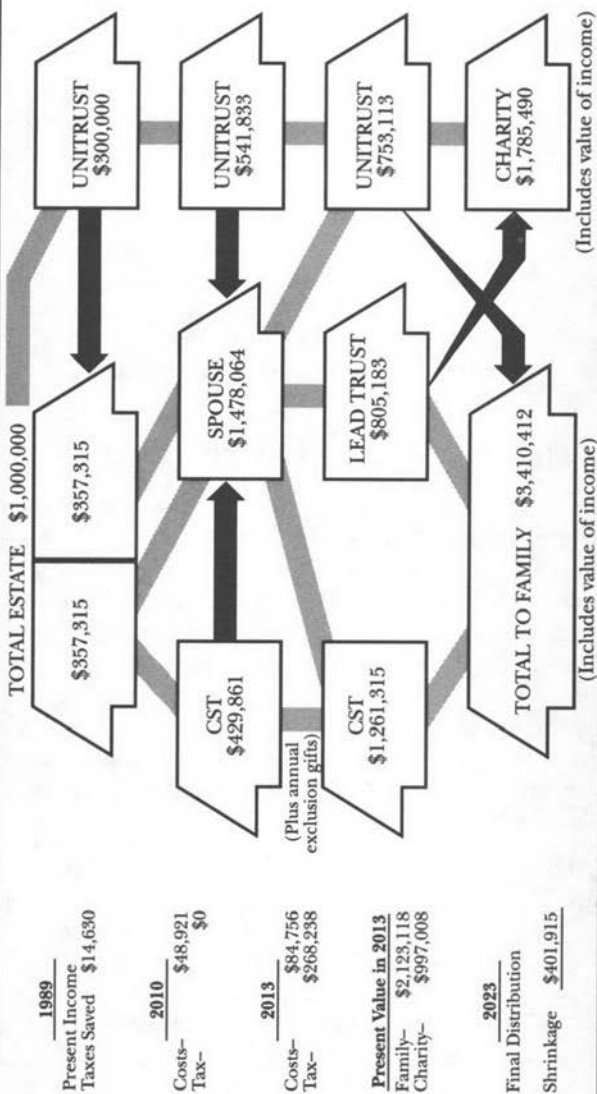 TOTAL ESTATE $1,000,000
1989
Present Income
Taxes Saved $14,630
$357,315
$357,315
UNITRUST
$300,000
2010
Costs– $48,921
Tax– $0
CST
$429,861
SPOUSE
$1,478,064
UNITRUST
$541,833
(Plus annual
exclusion gifts)
2013
Costs– $84,756
Tax– $268,238
Present Value in 2013
Family– $2,123,118
Charity– $997,008
CST
$1,261,315
LEAD TRUST
$805,183
UNITRUST
$753,113
2023
Final Distribution
Shrinkage $401,915
TOTAL TO FAMILY $3,410,412
CHARITY
$1,785,490
(Includes value of income)
(Includes value of income)